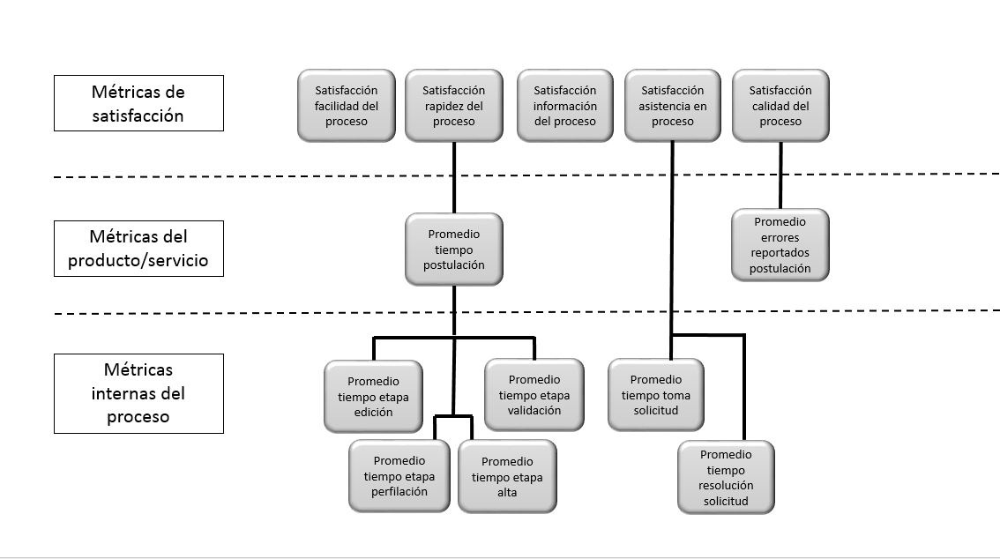 Métricas de
satisfacción
Satisfacción
facilidad del
proceso
Satisfacción
rapidez del
proceso
Satisfacción
información
del proceso
Satisfacción
asistencia en
proceso
Satisfacción
calidad del
proceso
Métricas del
producto/servicio
Promedio
tiempo
postulación
Promedio
errores
reportados
postulación
Métricas
internas del
proceso
Promedio
tiempo etapa
edición
Promedio
tiempo etapa
validación
Promedio
tiempo toma
solicitud
Promedio
tiempo etapa
perfilación
Promedio
tiempo etapa
alta
Promedio
tiempo
resolución
solicitud